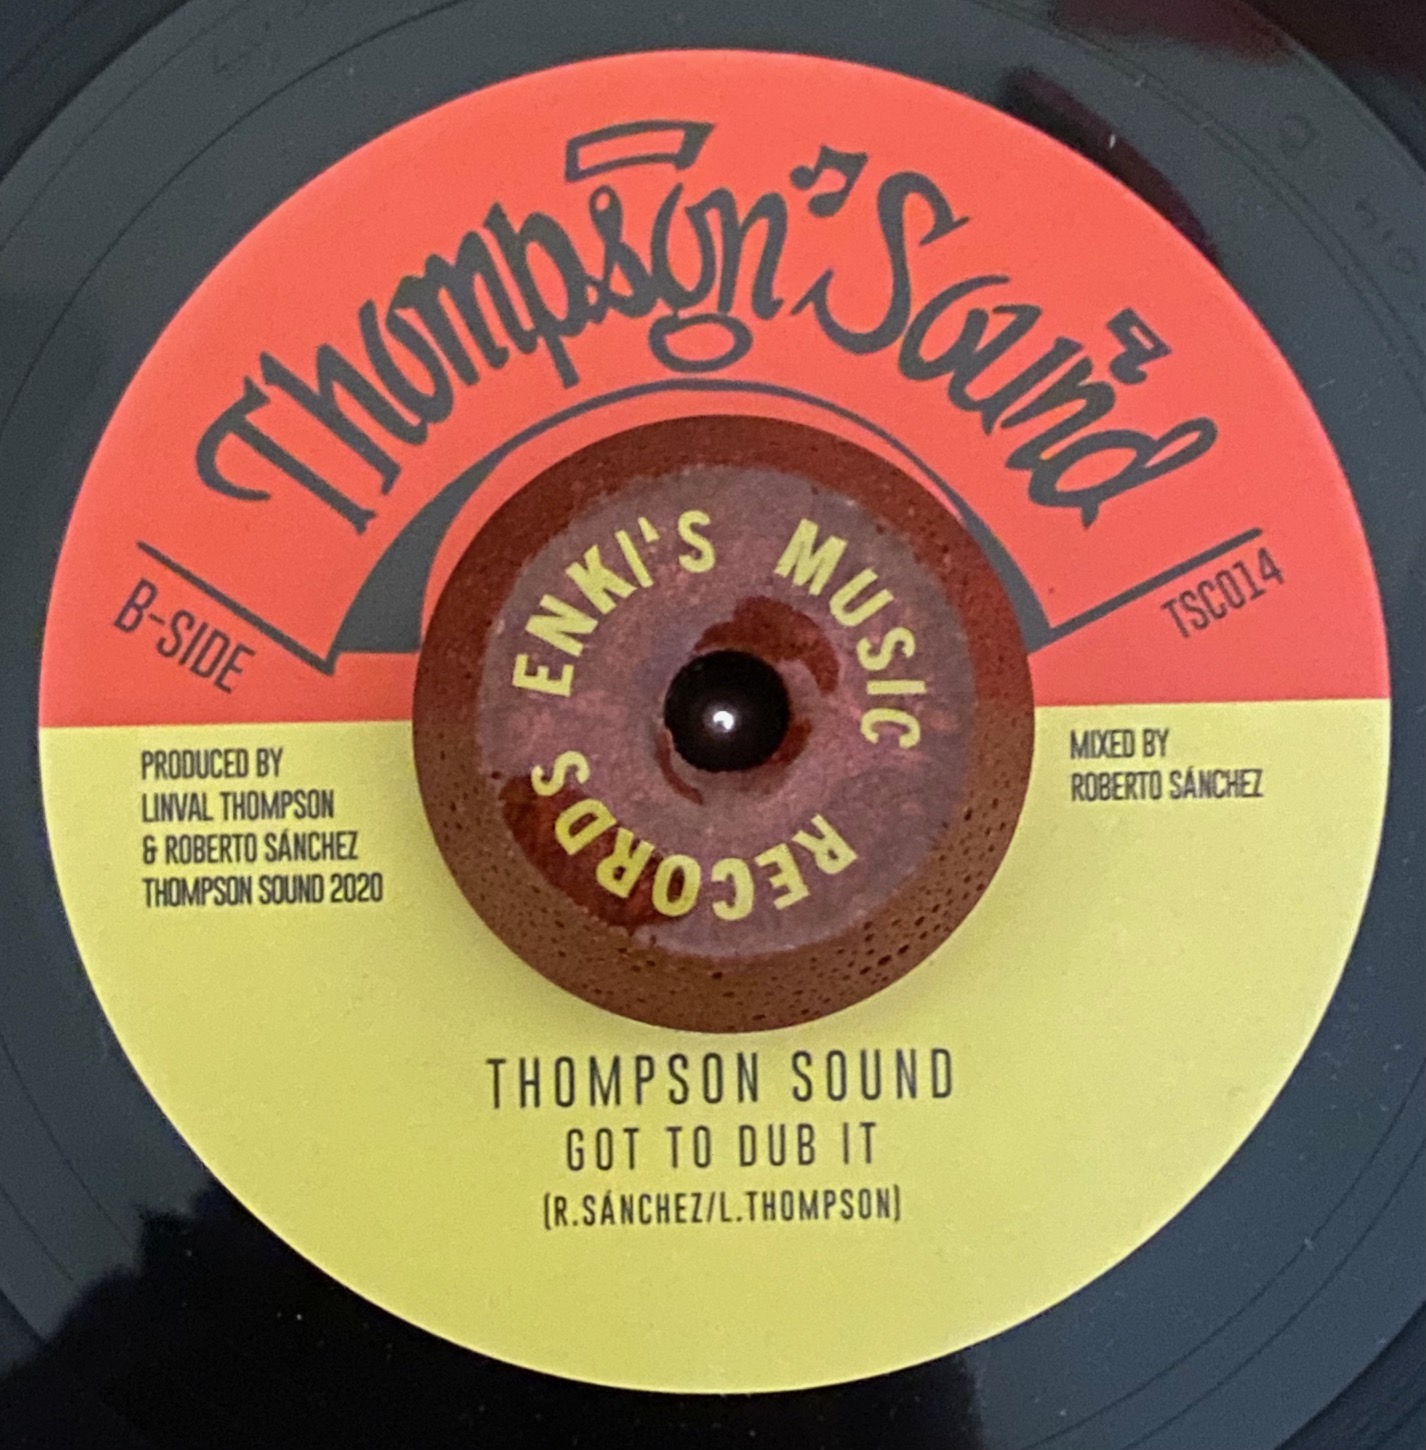 Thompson Sound
B-SIDE
TSC014
ENKI'S MUSIC RECORDS
PRODUCED BY
LINVAL THOMPSON
& ROBERTO SÁNCHEZ
THOMPSON SOUND 2020
MIXED BY
ROBERTO SÁNCHEZ
THOMPSON SOUND
GOT TO DUB IT
(R.SÁNCHEZ/L.THOMPSON)